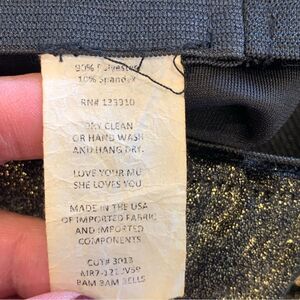 90% Polyester
10% Spandex
RN# 133310
DRY CLEAN
OR HAND WASH
AND HANG DRY.
LOVE YOUR MU
SHE LOVES YOU
MADE IN THE USA
OF IMPORTED FABRIC
AND IMPORTED
COMPONENTS
CUT# 3013
BAM BAM BELLS